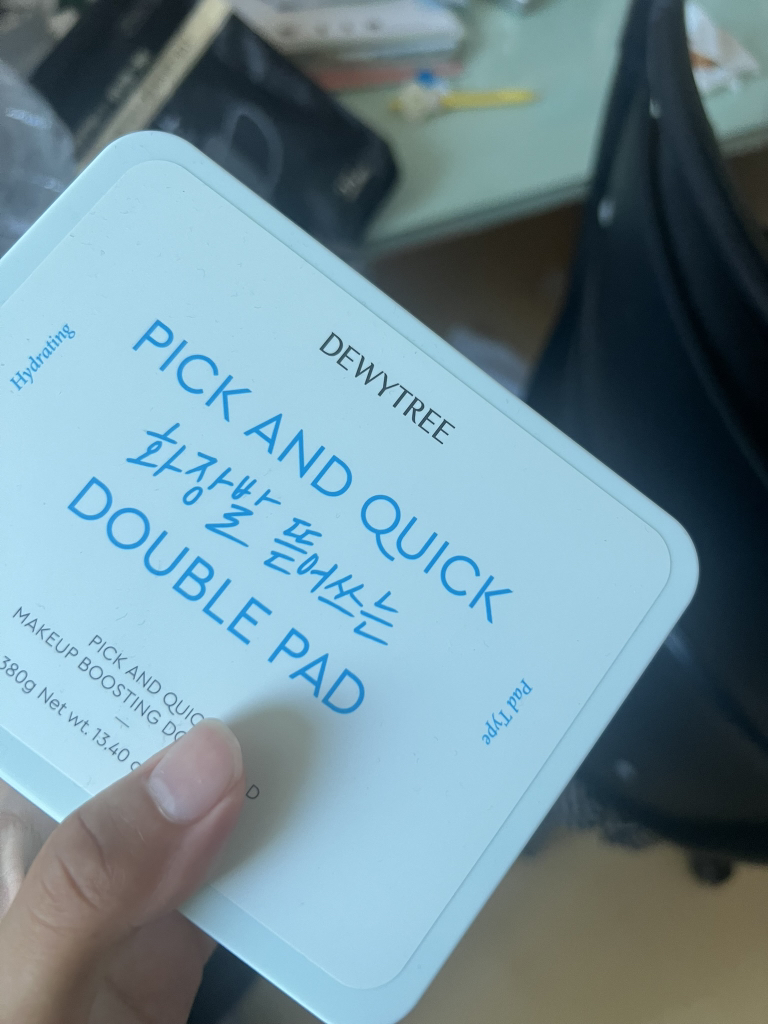 DEWYTREE
Hydrating
PICK AND QUICK
화장발 뜯어쓰는
DOUBLE PAD
Pad Type
PICK AND QUIC
MAKEUP BOOSTING DO D
380g Net wt. 13.40